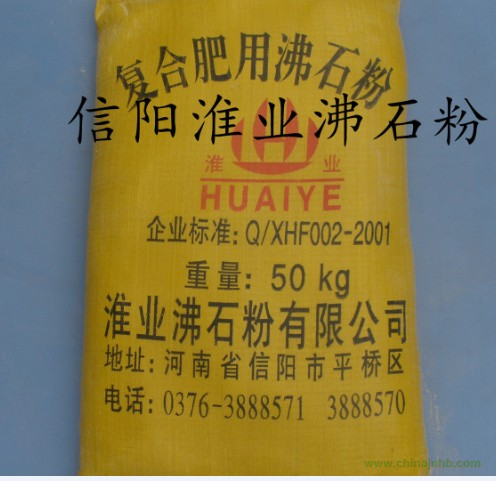 复合肥用沸石粉
信阳淮业沸石粉
淮 业
HUAIYE
企业标准: Q/XHF002-2001
重量: 50 kg
淮业沸石粉有限公司
地址: 河南省信阳市平桥区
电话: 0376-3888571 3888570
www.chinajnhb.com